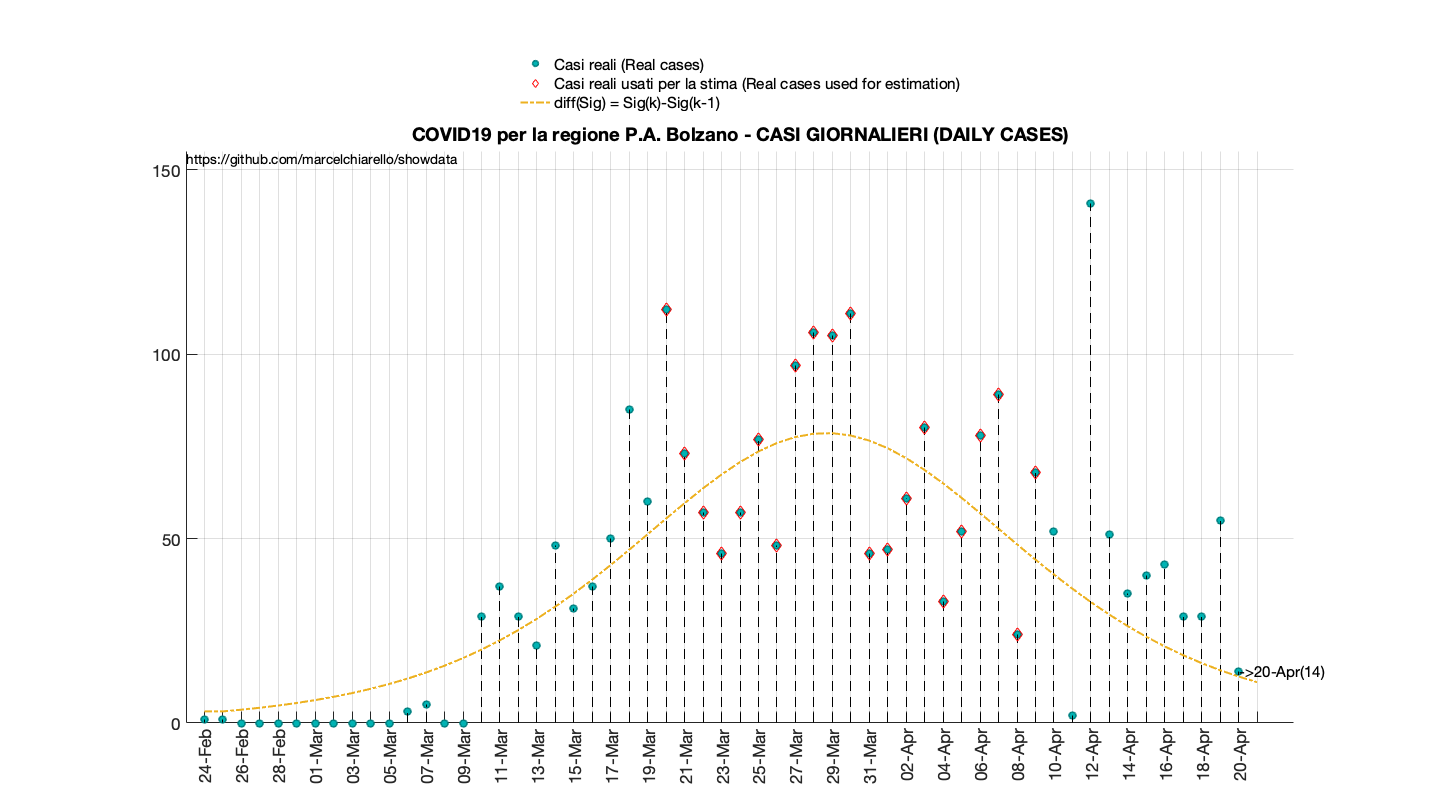 Casi reali (Real cases)
Casi reali usati per la stima (Real cases used for estimation)
diff(Sig) = Sig(k)-Sig(k-1)
COVID19 per la regione P.A. Bolzano - CASI GIORNALIERI (DAILY CASES)
https://github.com/marcelchiarello/showdata
150
100
50
0
>20-Apr(14)
24-Feb
26-Feb
28-Feb
01-Mar
03-Mar
05-Mar
07-Mar
09-Mar
11-Mar
13-Mar
15-Mar
17-Mar
19-Mar
21-Mar
23-Mar
25-Mar
27-Mar
29-Mar
31-Mar
02-Apr
04-Apr
06-Apr
08-Apr
10-Apr
12-Apr
14-Apr
16-Apr
18-Apr
20-Apr